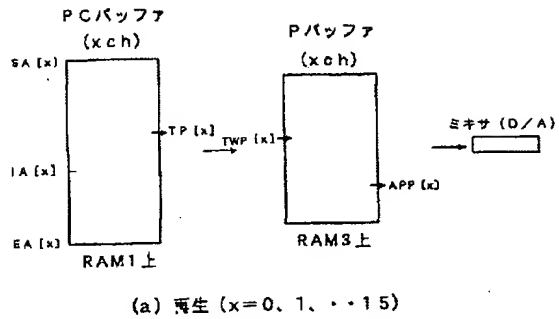 PCバッファ
(xch)
SA[x]
TP[x]
IA[x]
EA[x]
RAM1上
Pバッファ
(xch)
TWP[x]
APP[x]
RAM3上
ミキサ(D/A)
(a) 再生(x=0、1、・・15)